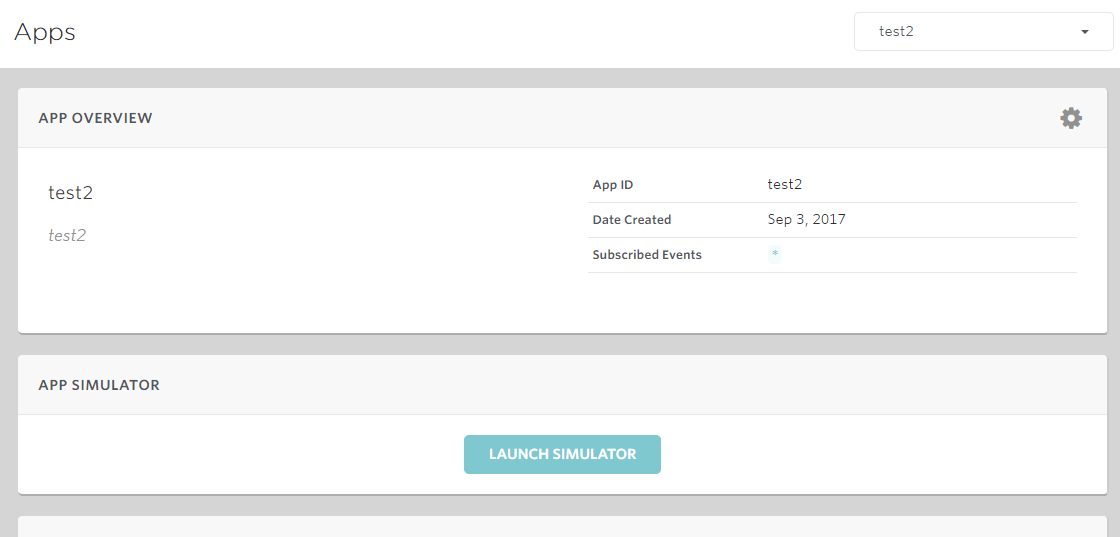 Apps
test2
APP OVERVIEW
test2
test2
App ID test2
Date Created Sep 3, 2017
Subscribed Events *
APP SIMULATOR
LAUNCH SIMULATOR